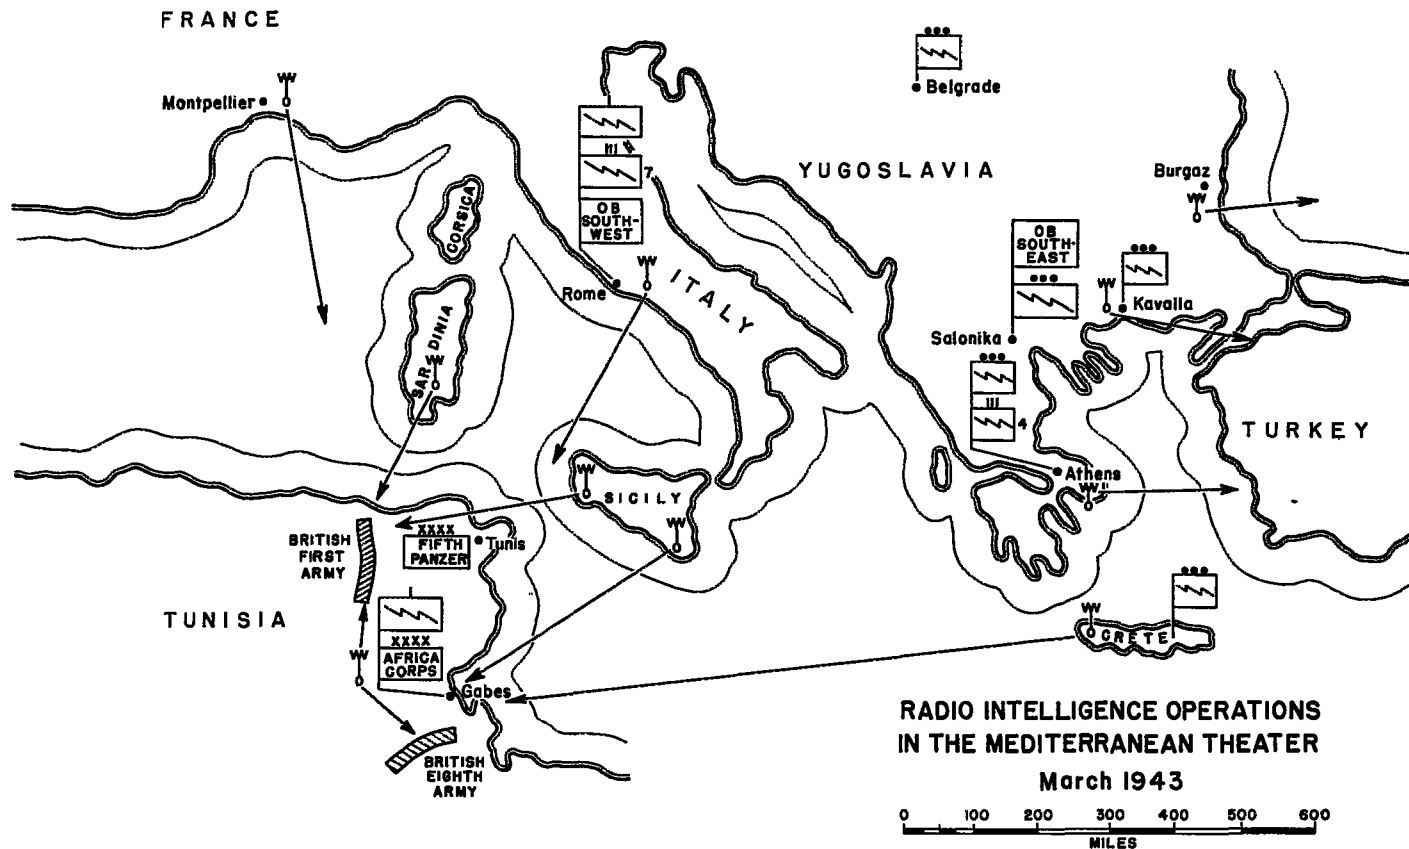 FRANCE
Montpellier
Belgrade
YUGOSLAVIA
Burgaz
CORSICA
III
7
OB
SOUTH-
WEST
OB
SOUTH-
EAST
Rome
ITALY
Kavalla
SARDINIA
Salonika
III
4
TURKEY
Athens
SICILY
BRITISH
FIRST
ARMY
XXXX
FIFTH
PANZER
Tunis
TUNISIA
XXXX
AFRICA
CORPS
Gabes
CRETE
BRITISH
EIGHTH
ARMY
RADIO INTELLIGENCE OPERATIONS
IN THE MEDITERRANEAN THEATER
March 1943
0 100 200 300 400 500 600
MILES